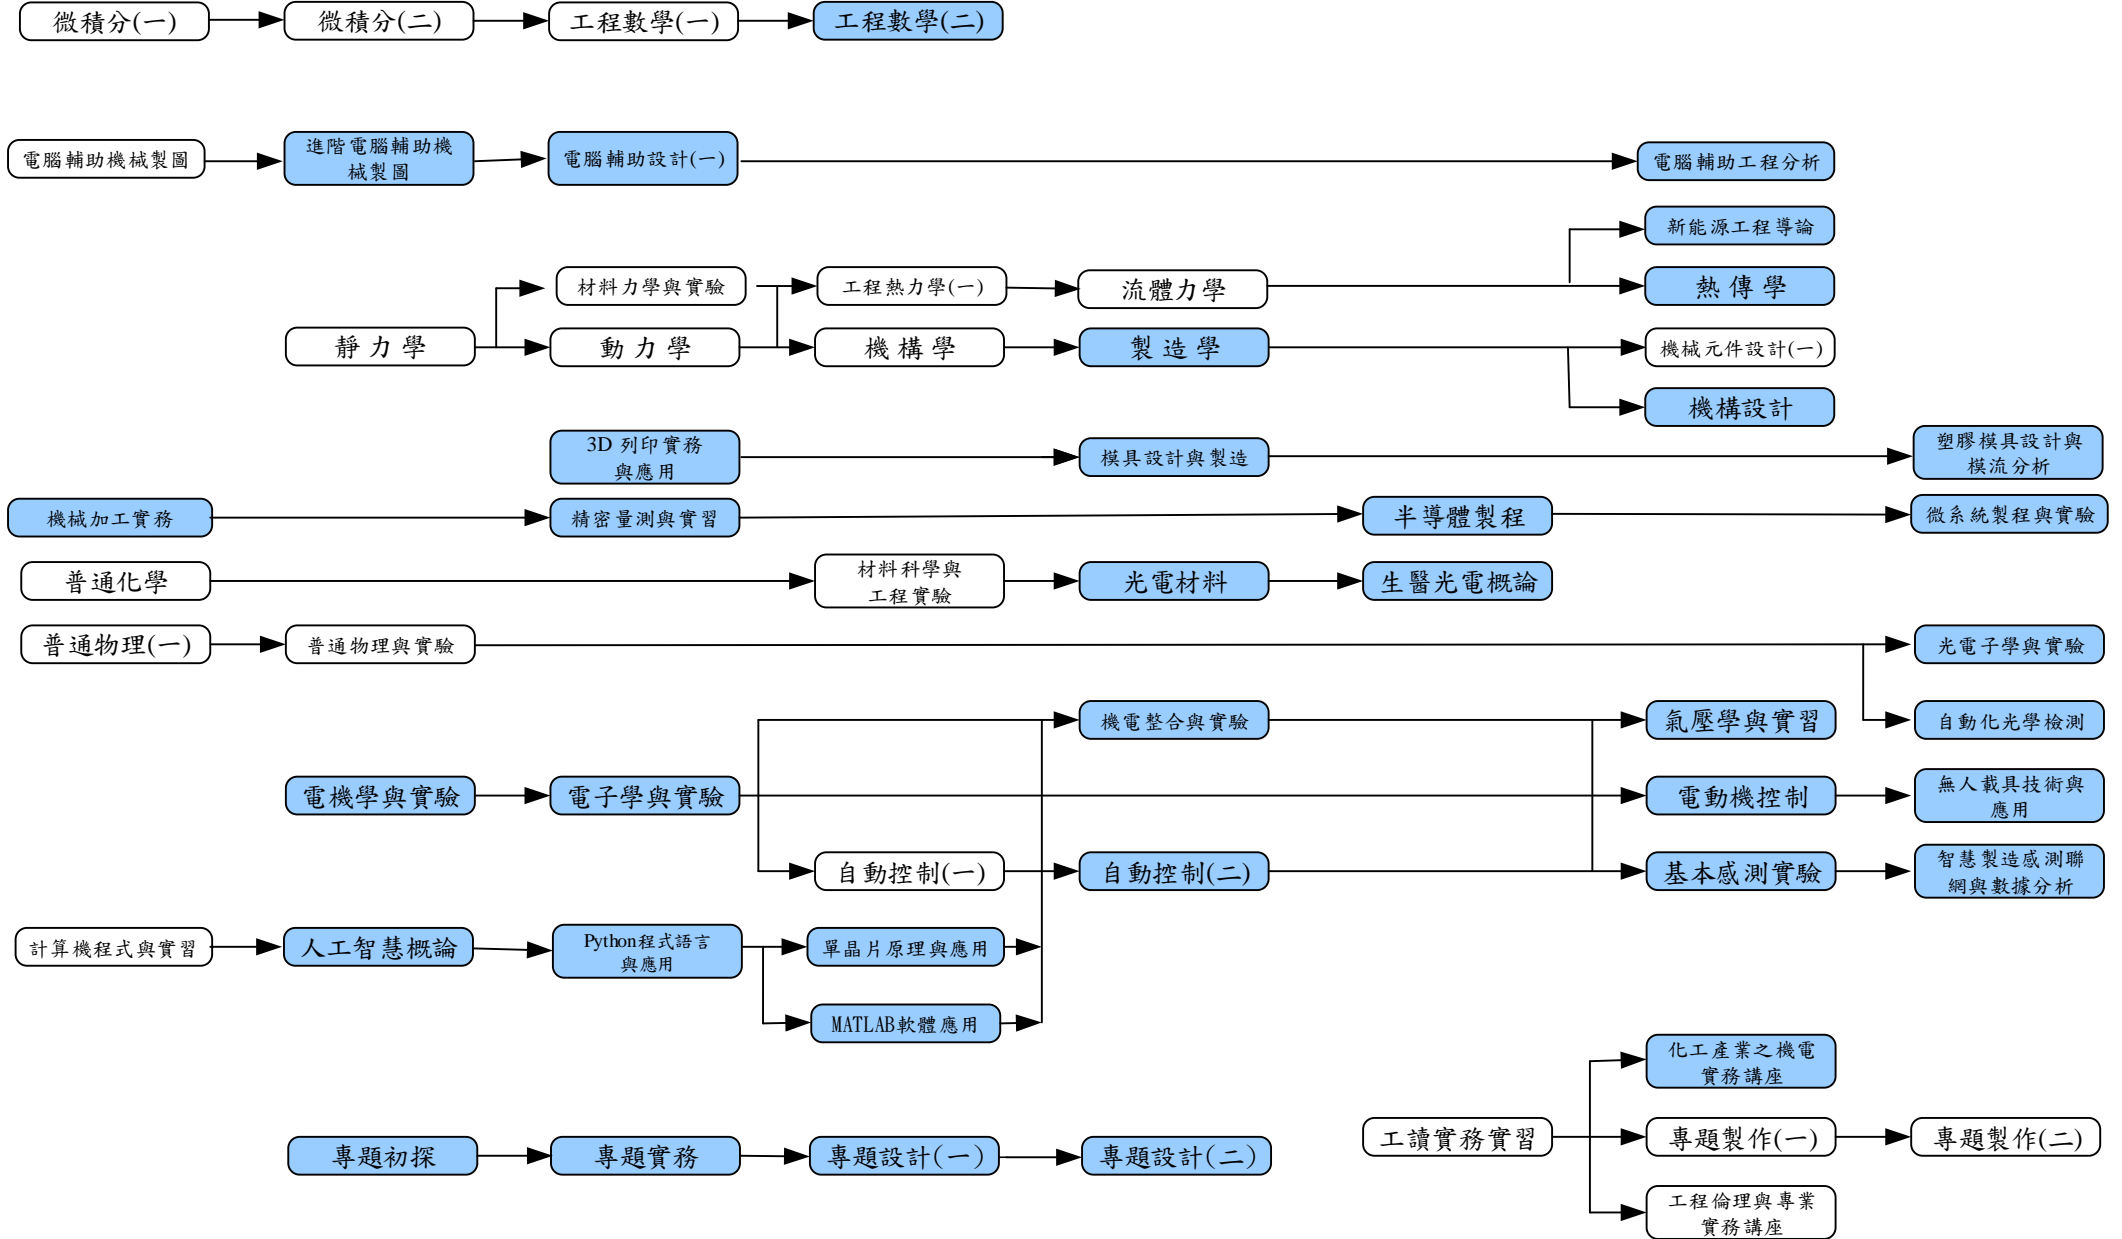 微積分(一)
微積分(二)
工程數學(一)
工程數學(二)
電腦輔助機械製圖
進階電腦輔助機
械製圖
電腦輔助設計(一)
電腦輔助工程分析
新能源工程導論
材料力學與實驗
工程熱力學(一)
流體力學
熱傳學
靜力學
動力學
機構學
製造學
機械元件設計(一)
機構設計
3D 列印實務
與應用
模具設計與製造
塑膠模具設計與
模流分析
機械加工實務
精密量測與實習
半導體製程
微系統製程與實驗
普通化學
材料科學與
工程實驗
光電材料
生醫光電概論
普通物理(一)
普通物理與實驗
光電子學與實驗
機電整合與實驗
氣壓學與實習
自動化光學檢測
電機學與實驗
電子學與實驗
電動機控制
無人載具技術與
應用
自動控制(一)
自動控制(二)
基本感測實驗
智慧製造感測聯
網與數據分析
計算機程式與實習
人工智慧概論
Python程式語言
與應用
單晶片原理與應用
MATLAB軟體應用
化工產業之機電
實務講座
專題初探
專題實務
專題設計(一)
專題設計(二)
工讀實務實習
專題製作(一)
專題製作(二)
工程倫理與專業
實務講座